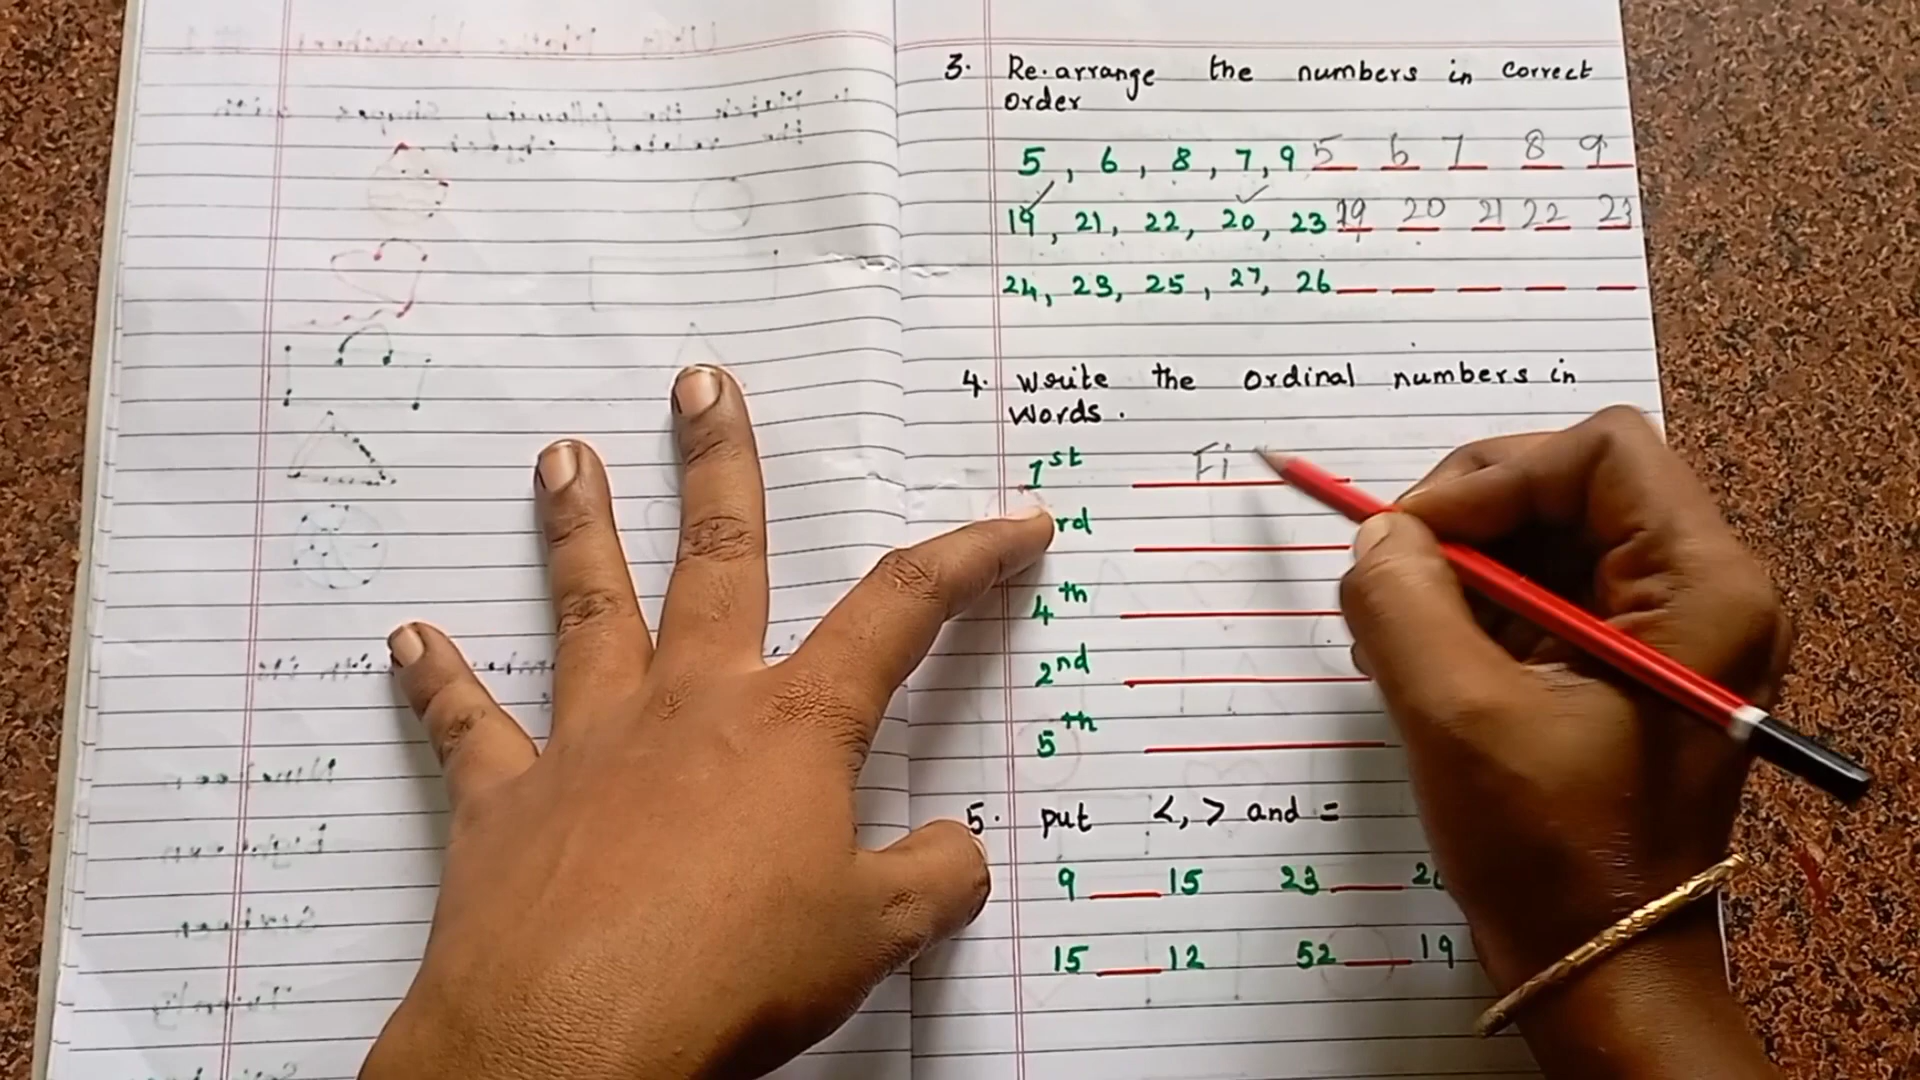 3. Re.arrange the numbers in correct
order
5, 6, 8, 7, 9 5 6 7 8 9
19, 21, 22, 20, 23 19 20 21 22 23
24, 23, 25, 27, 26
4. Write the ordinal numbers in
words.
1st Fi
rd
4th
2nd
5th
5. put <, > and =
9 15 23
15 12 52 19